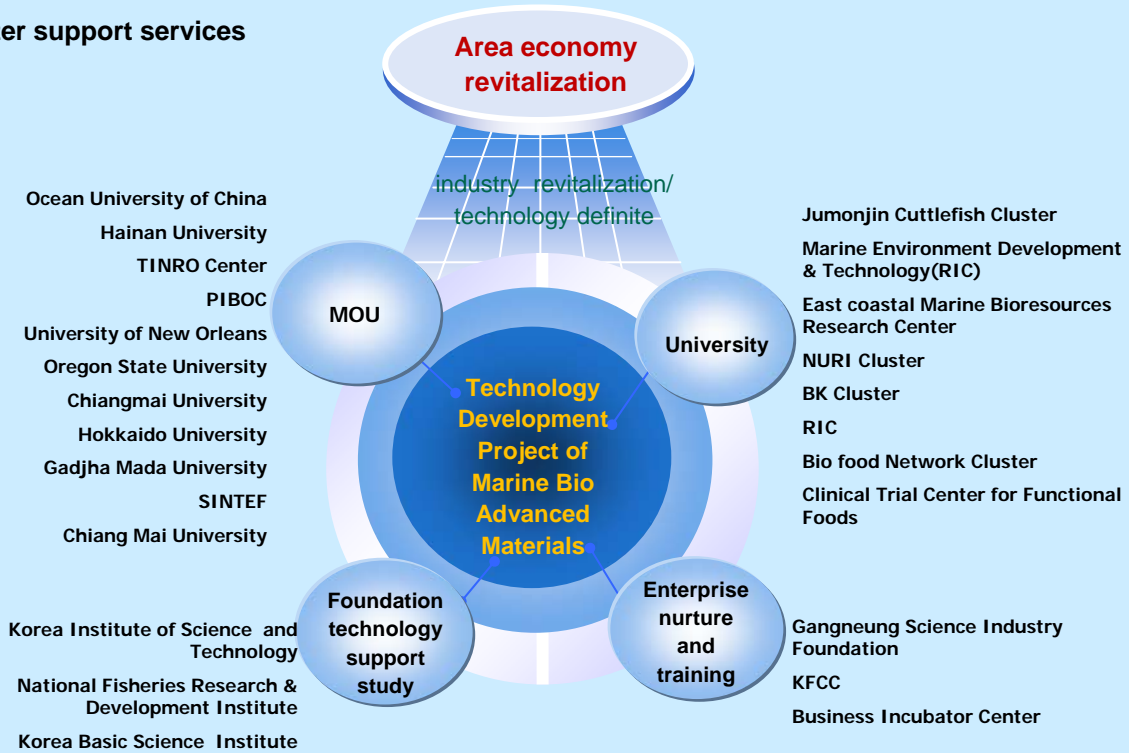 support services
Area economy
revitalization
industry revitalization/
technology definite
Ocean University of China
Hainan University
TINRO Center
PIBOC
University of New Orleans
Oregon State University
Chiangmai University
Hokkaido University
Gadjha Mada University
SINTEF
Chiang Mai University
MOU
University
Jumonjin Cuttlefish Cluster
Marine Environment Development
& Technology(RIC)
East coastal Marine Bioresources
Research Center
NURI Cluster
BK Cluster
RIC
Bio food Network Cluster
Clinical Trial Center for Functional
Foods
Technology
Development
Project of
Marine Bio
Advanced
Materials
Foundation
technology
support
study
Enterprise
nurture
and
training
Korea Institute of Science and
Technology
National Fisheries Research &
Development Institute
Korea Basic Science Institute
Gangneung Science Industry
Foundation
KFCC
Business Incubator Center